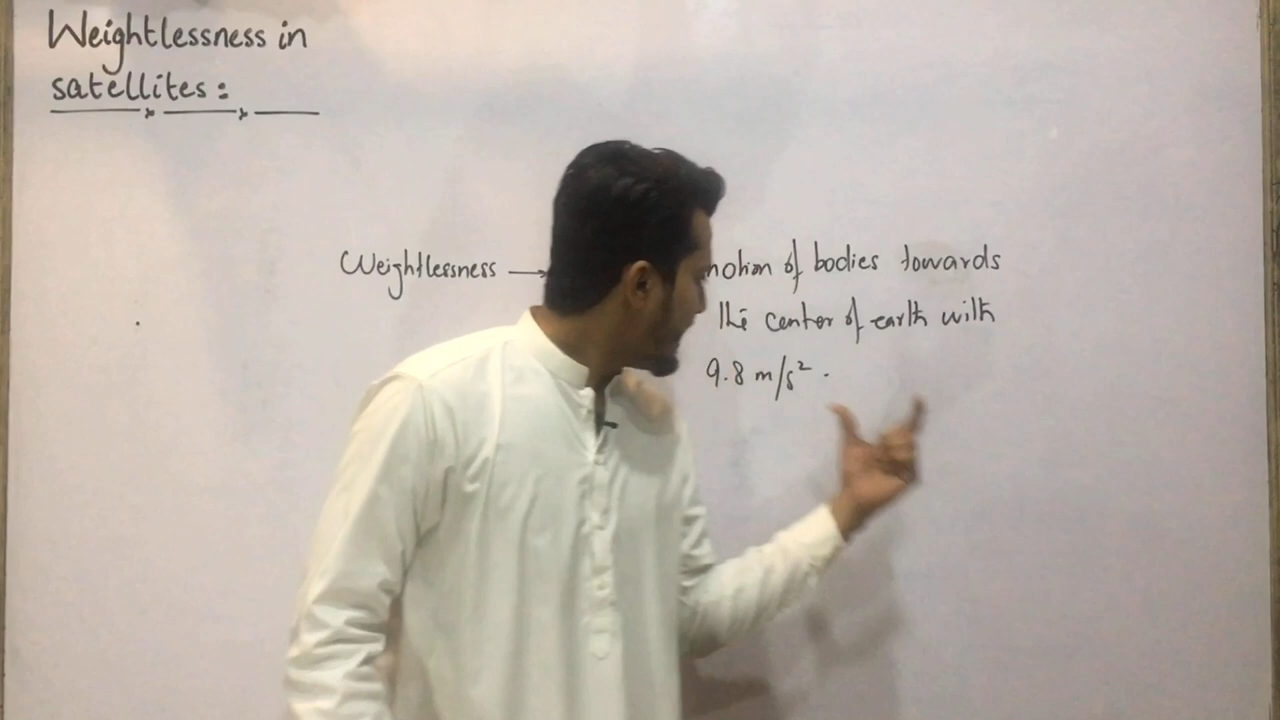 Weightlessness in
satellites:
Weightlessness → motion of bodies towards
the center of earth with
9.8 m/s².